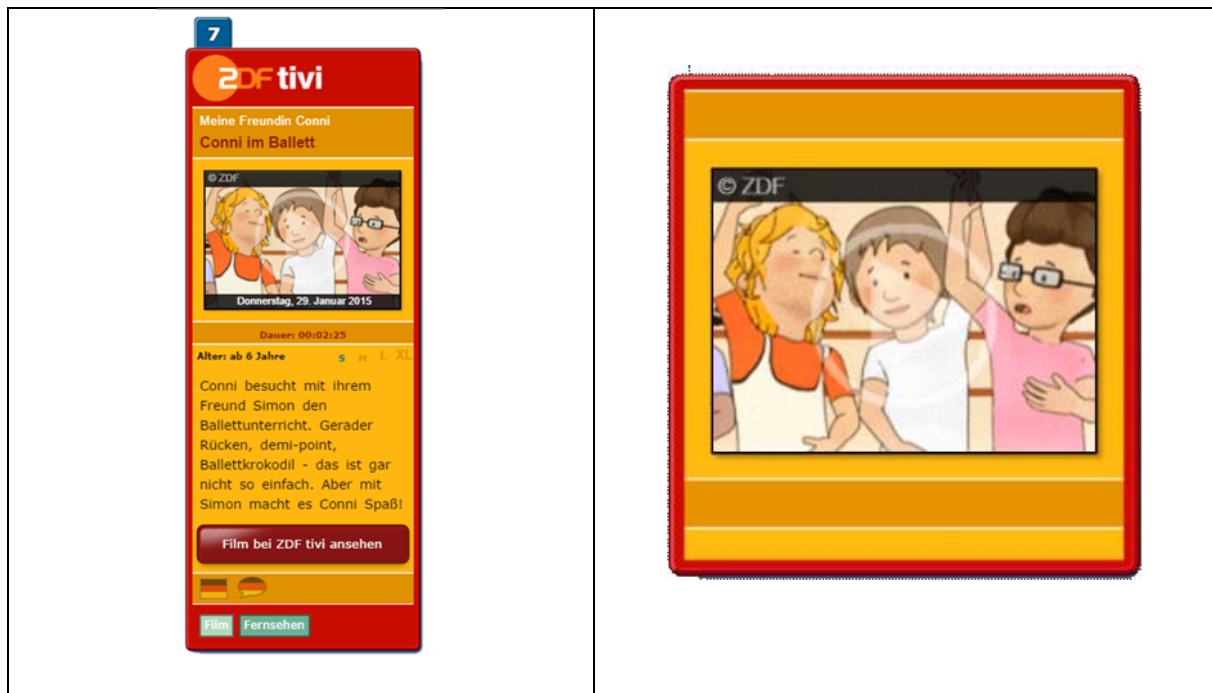 7
ZDF tivi
Meine Freundin Conni
Conni im Ballett
© ZDF
Donnerstag, 29. Januar 2015
Dauer: 00:02:25
Alter: ab 6 Jahre S M L XL
Conni besucht mit ihrem
Freund Simon den
Ballettunterricht. Gerader
Rücken, demi-point,
Ballettkrokodil - das ist gar
nicht so einfach. Aber mit
Simon macht es Conni Spaß!
Film bei ZDF tivi ansehen
Film Fernsehen
© ZDF